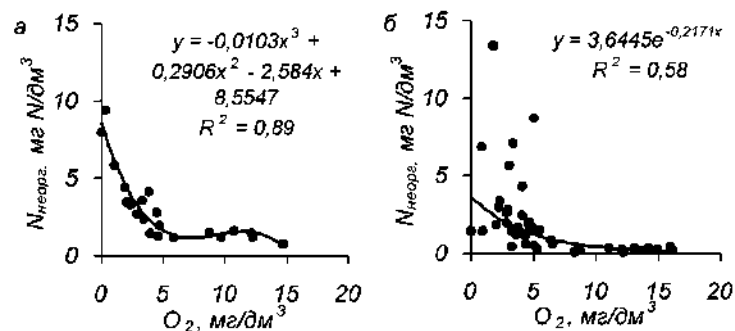 а
y = -0,0103x³ +
0,2906x² - 2,584x +
8,5547
R² = 0,89
N неорг. мг N/дм³
15
10
5
0
0 5 10 15 20
O₂, мг/дм³
б
y = 3,6445e^-0,2171x
R² = 0,58
N неорг, мг N/дм³
15
10
5
0
0 5 10 15 20
O₂, мг/дм³